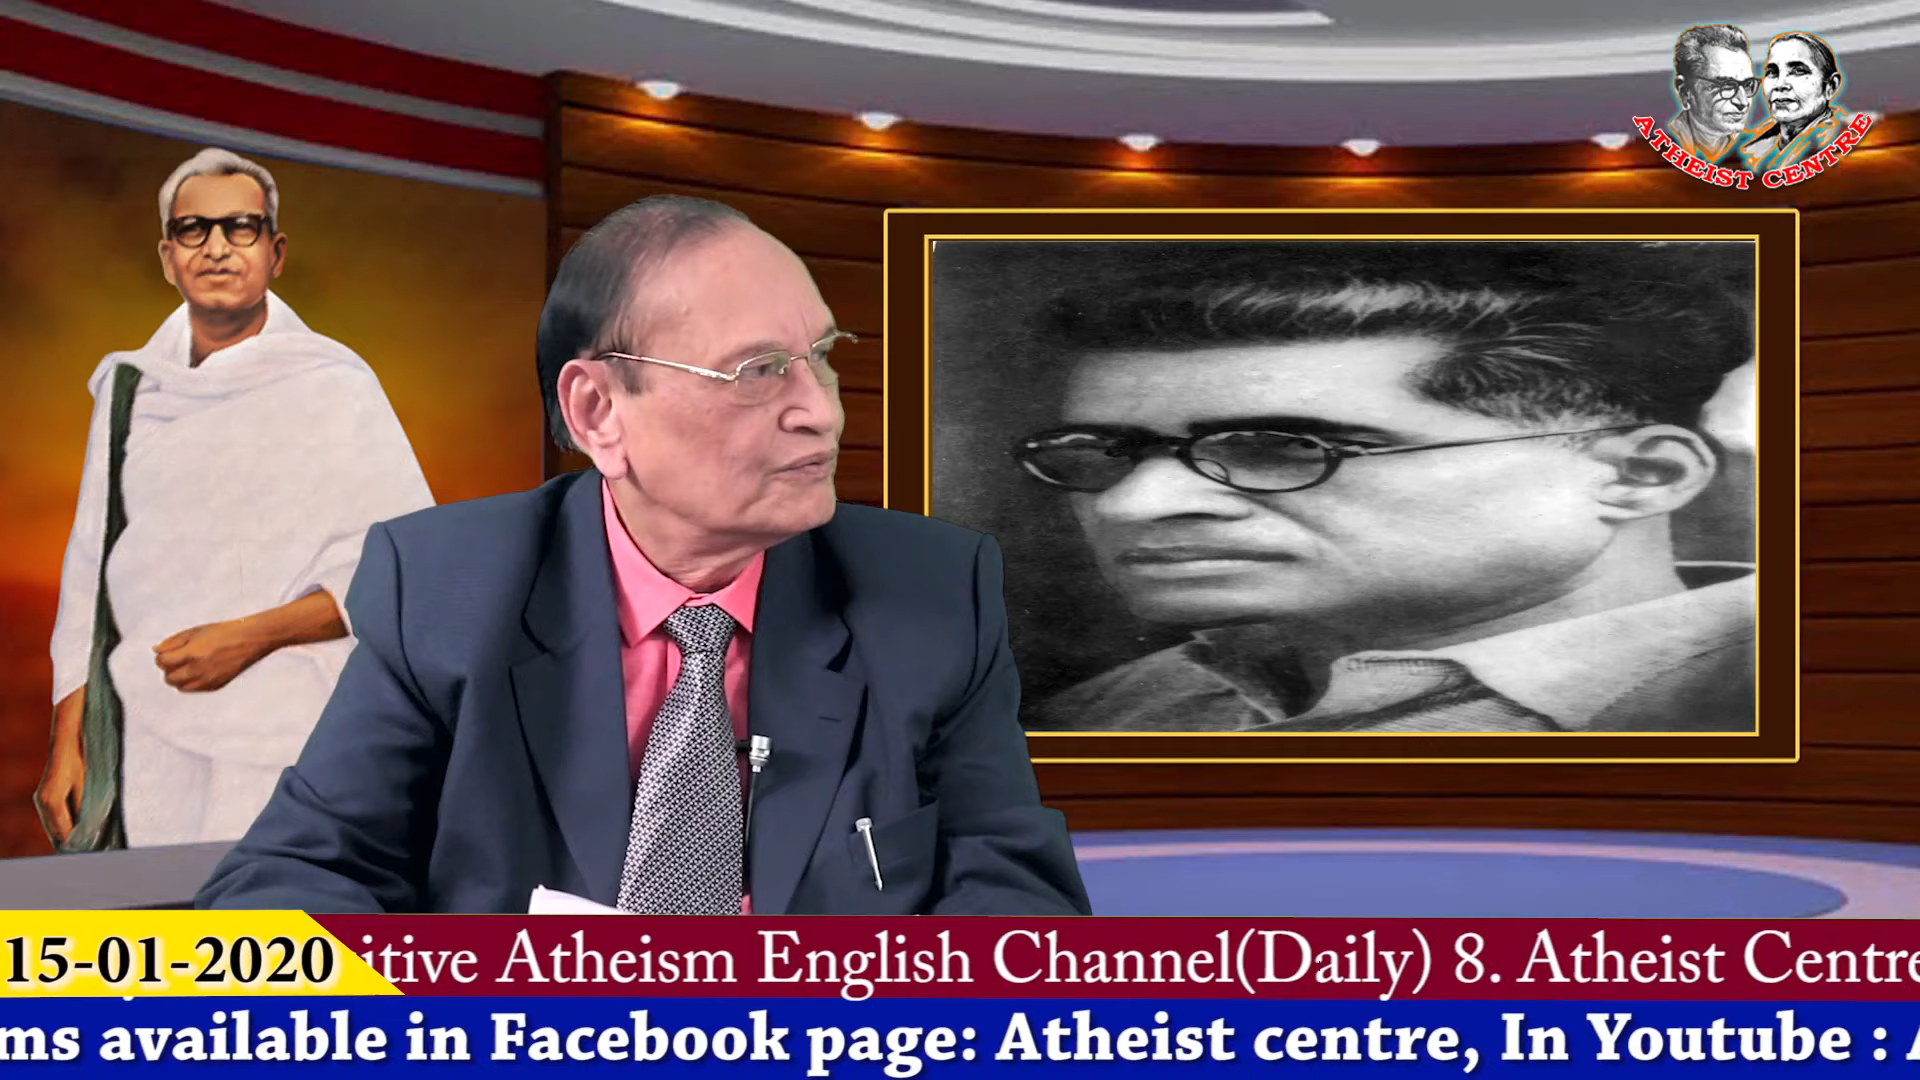 ATHEIST CENTRE
15-01-2020
itive Atheism English Channel(Daily) 8. Atheist Centre
ms available in Facebook page: Atheist centre, In Youtube :